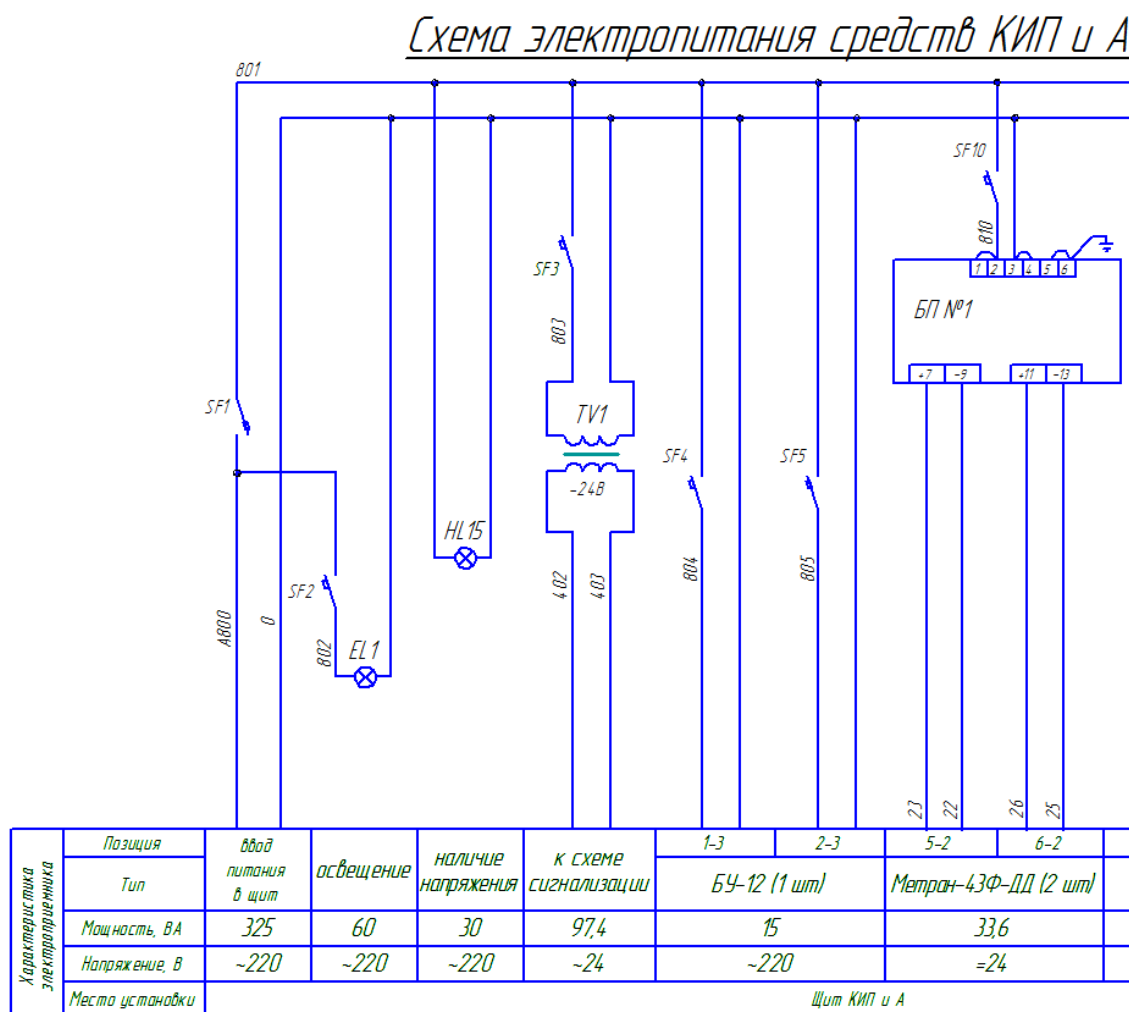 Схема электропитания средств КИП и А
801
SF10
810
SF3
1 2 3 4 5 6
БП №1
803
+7 -9 +11 -13
SF1
TV1
SF4
SF5
~24В
HL15
SF2
402
403
804
805
А800
0
802
EL1
23
22
26
25
Характеристика
электроприемника
Позиция
ввод
питания
в щит
освещение
наличие
напряжения
к схеме
сигнализации
1-3
2-3
5-2
6-2
Тип
БУ-12 (1 шт)
Метран-43Ф-ДД (2 шт)
Мощность, ВА
325
60
30
97,4
15
33,6
Напряжение, В
~220
~220
~220
~24
~220
=24
Место установки
Щит КИП и А